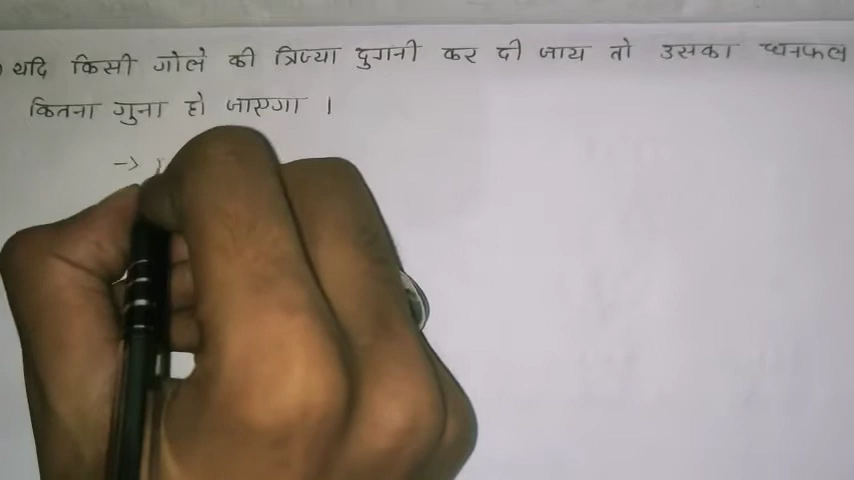 यदि किसी गोले की त्रिज्या दुगनी कर दी जाय तो उसका घनफल
कितना गुना हो जाएगा ।
→